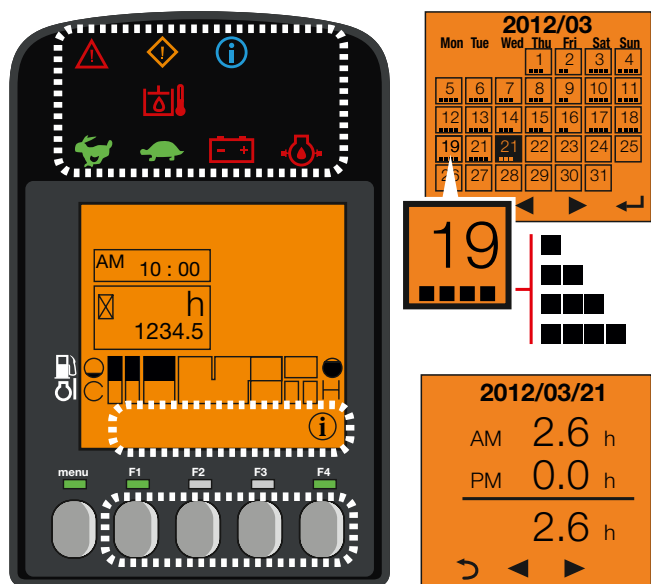 AM 10 : 00
h
1234.5
C H
i
menu F1 F2 F3 F4
2012/03
Mon Tue Wed Thu Fri Sat Sun
1 2 3 4
5 6 7 8 9 10 11
12 13 14 15 16 17 18
19 21 21 22 23 24 25
26 27 28 29 30 31
19
2012/03/21
AM 2.6 h
PM 0.0 h
2.6 h